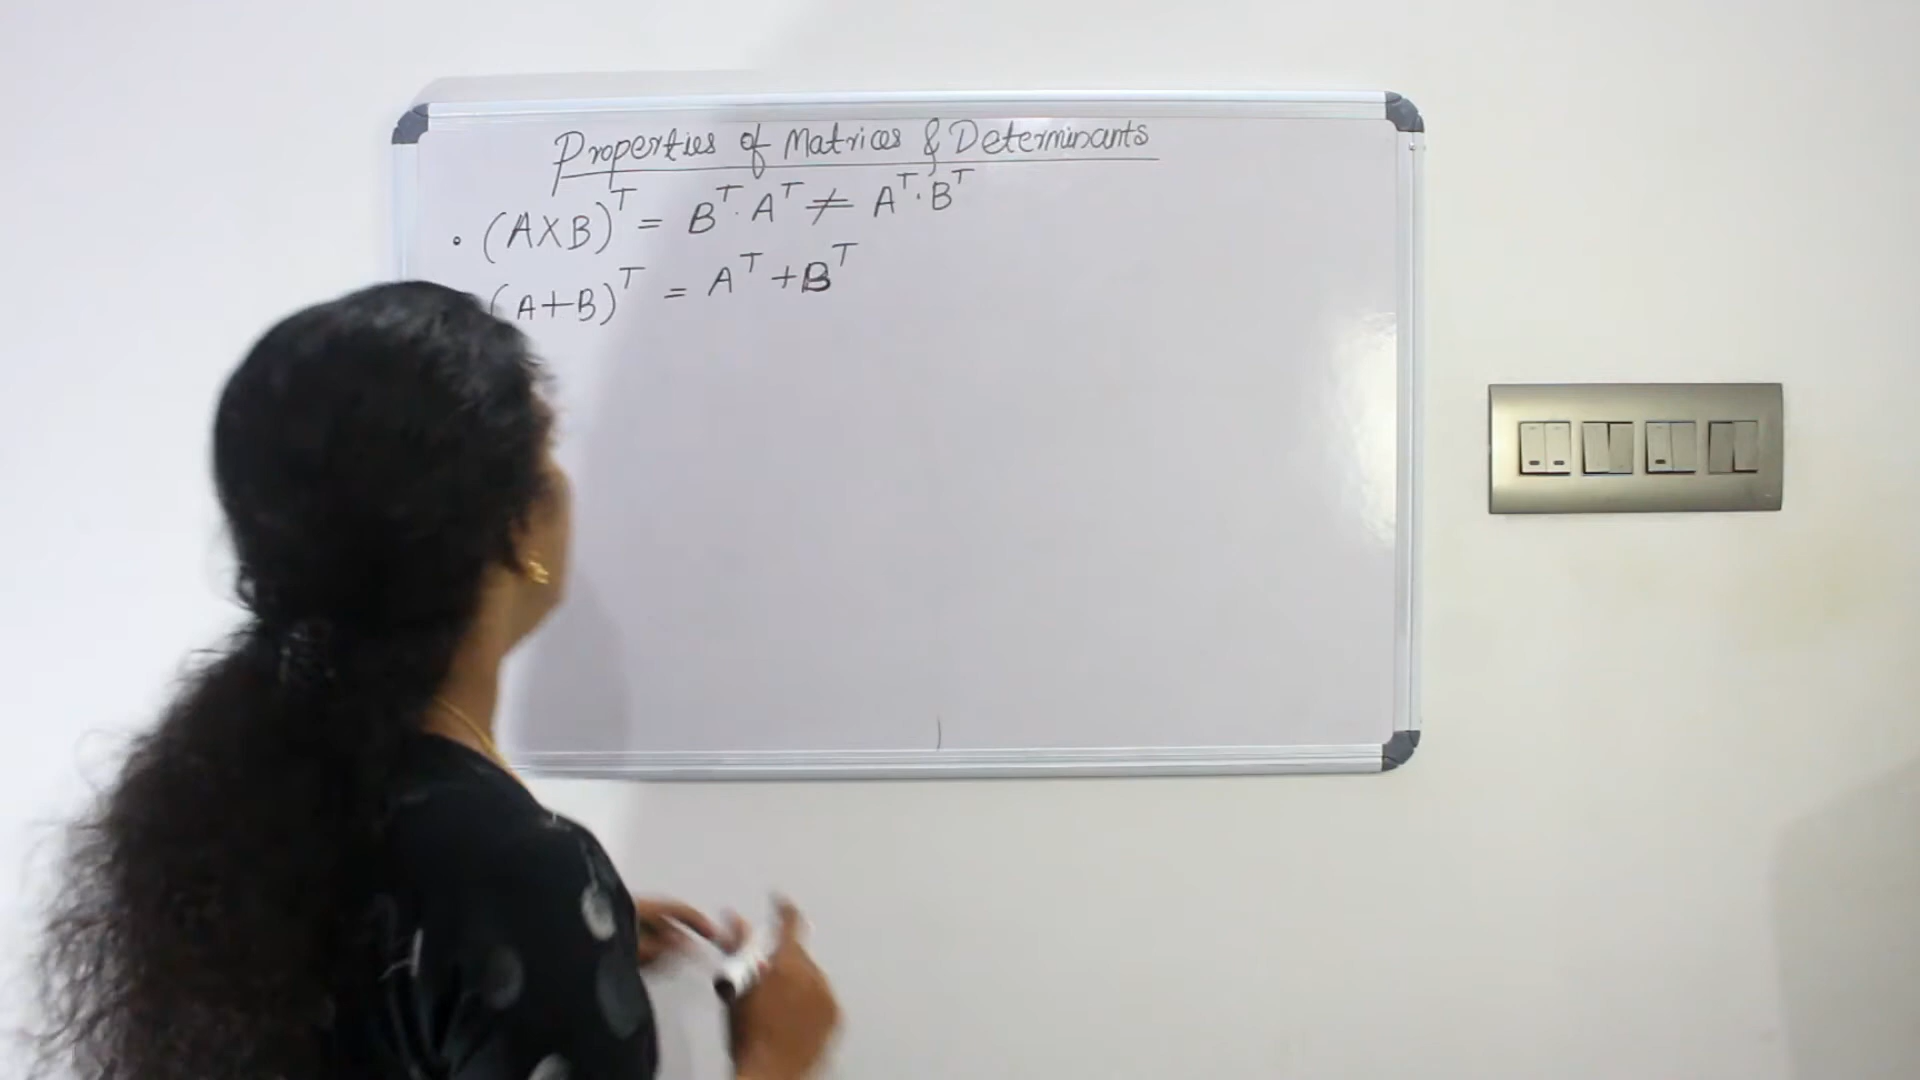 Properties of Matrices & Determinants
• (A×B)ᵀ = Bᵀ · Aᵀ ≠ Aᵀ · Bᵀ
(A+B)ᵀ = Aᵀ + Bᵀ